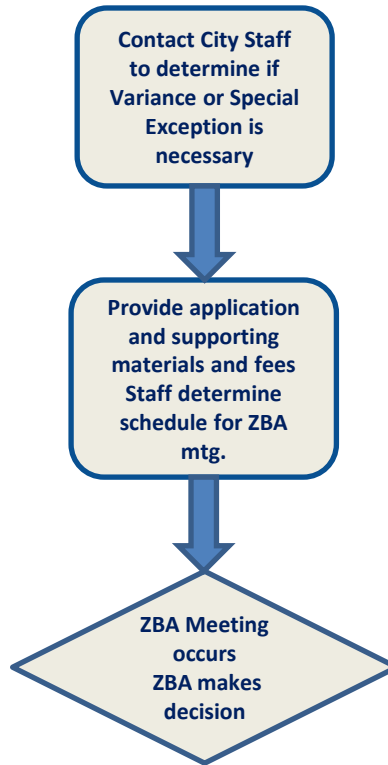 Contact City Staff
to determine if
Variance or Special
Exception is
necessary
Provide application
and supporting
materials and fees
Staff determine
schedule for ZBA
mtg.
ZBA Meeting
occurs
ZBA makes
decision